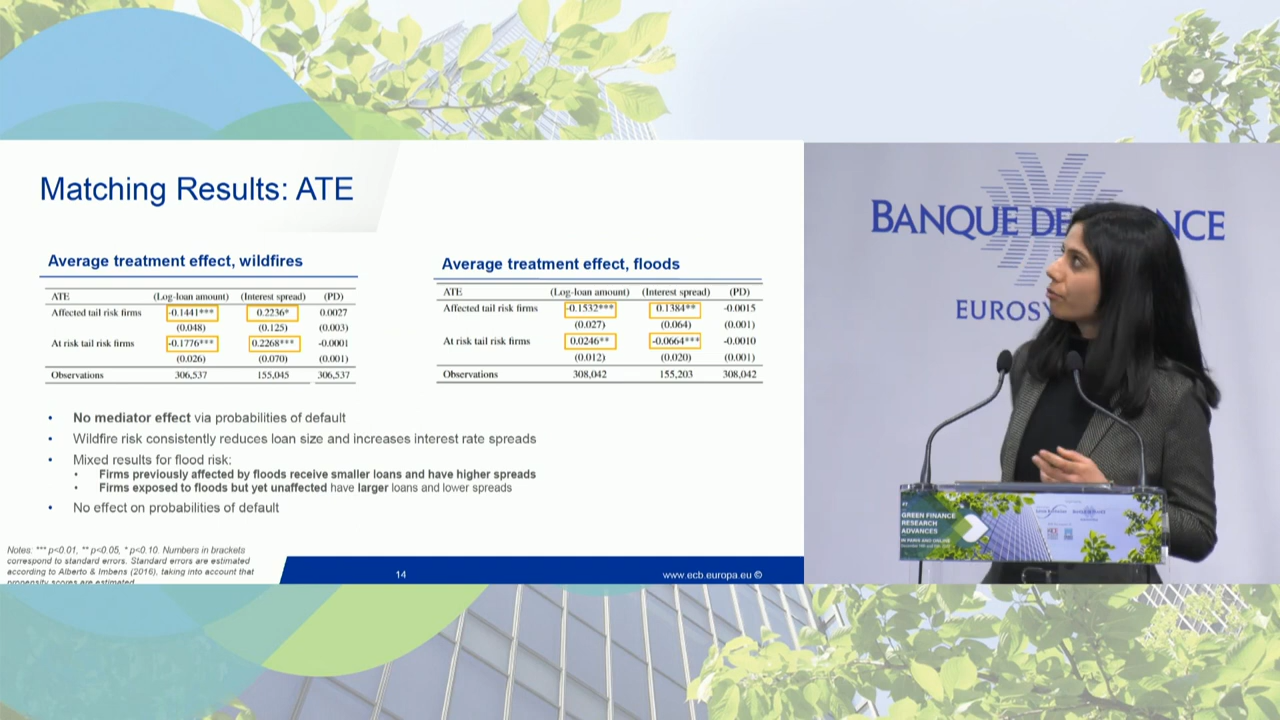 Matching Results: ATE
Average treatment effect, wildfires
ATE (Log-loan amount) (Interest spread) (PD)
Affected tail risk firms -0.1441*** 0.2236* 0.0027
(0.048) (0.125) (0.003)
At risk tail risk firms -0.1776*** 0.2268*** -0.0001
(0.026) (0.070) (0.001)
Observations 306,537 155,045 306,537
Average treatment effect, floods
ATE (Log-loan amount) (Interest spread) (PD)
Affected tail risk firms -0.1532*** 0.1384** -0.0015
(0.027) (0.064) (0.001)
At risk tail risk firms 0.0246** -0.0664*** -0.0010
(0.012) (0.020) (0.001)
Observations 308,042 155,203 308,042
• No mediator effect via probabilities of default
• Wildfire risk consistently reduces loan size and increases interest rate spreads
• Mixed results for flood risk:
• Firms previously affected by floods receive smaller loans and have higher spreads
• Firms exposed to floods but yet unaffected have larger loans and lower spreads
• No effect on probabilities of default
Notes: *** p<0.01, ** p<0.05, * p<0.10. Numbers in brackets
correspond to standard errors. Standard errors are estimated
according to Alberto & Imbens (2016), taking into account that
propensity scores are estimated
14
www.ecb.europa.eu ©
BANQUE DE NCE
EUROSY
GREEN FINANCE
RESEARCH
ADVANCES
IN PARIS AND ONLINE